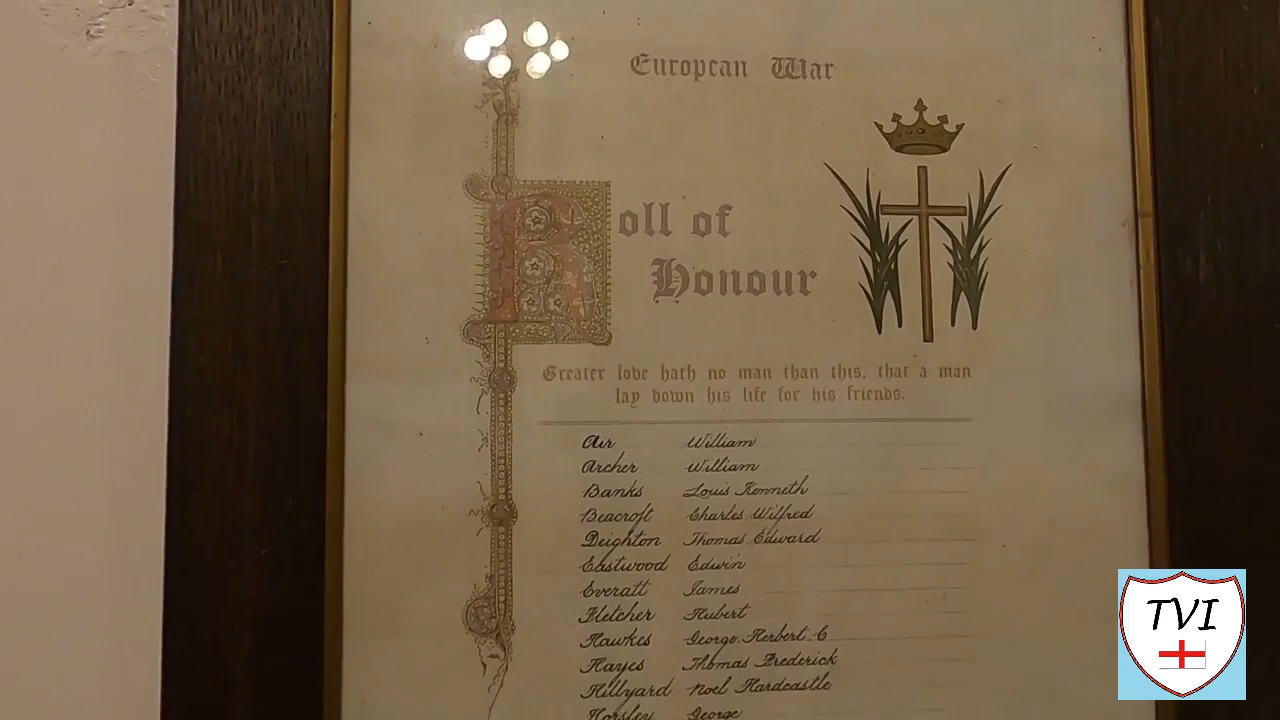 European War
Roll of
Honour
Greater love hath no man than this, that a man
lay down his life for his friends.
Air William
Archer William
Banks Louis Kenneth
Beacroft Charles Wilfred
Deighton Thomas Edward
Eastwood Edwin
Everatt James
Fletcher Hubert
Hawkes George Herbert C
Hayes Thomas Frederick
Hillyard Noel Hardcastle
Horsley George
TVI